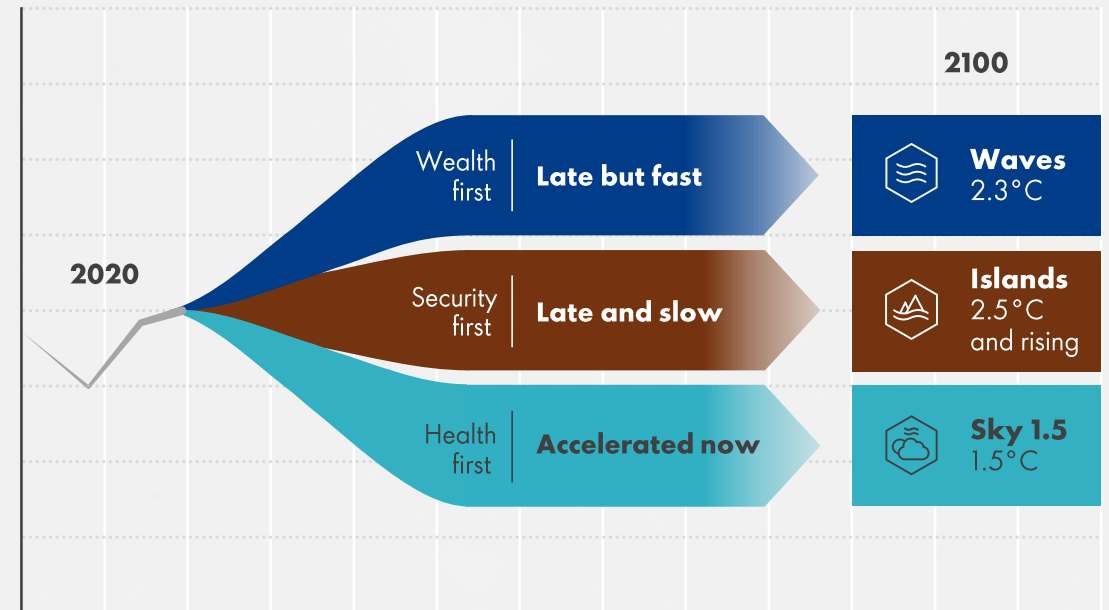 2100
2020
Wealth
first
Late but fast
Waves
2.3°C
Security
first
Late and slow
Islands
2.5°C
and rising
Health
first
Accelerated now
Sky 1.5
1.5°C